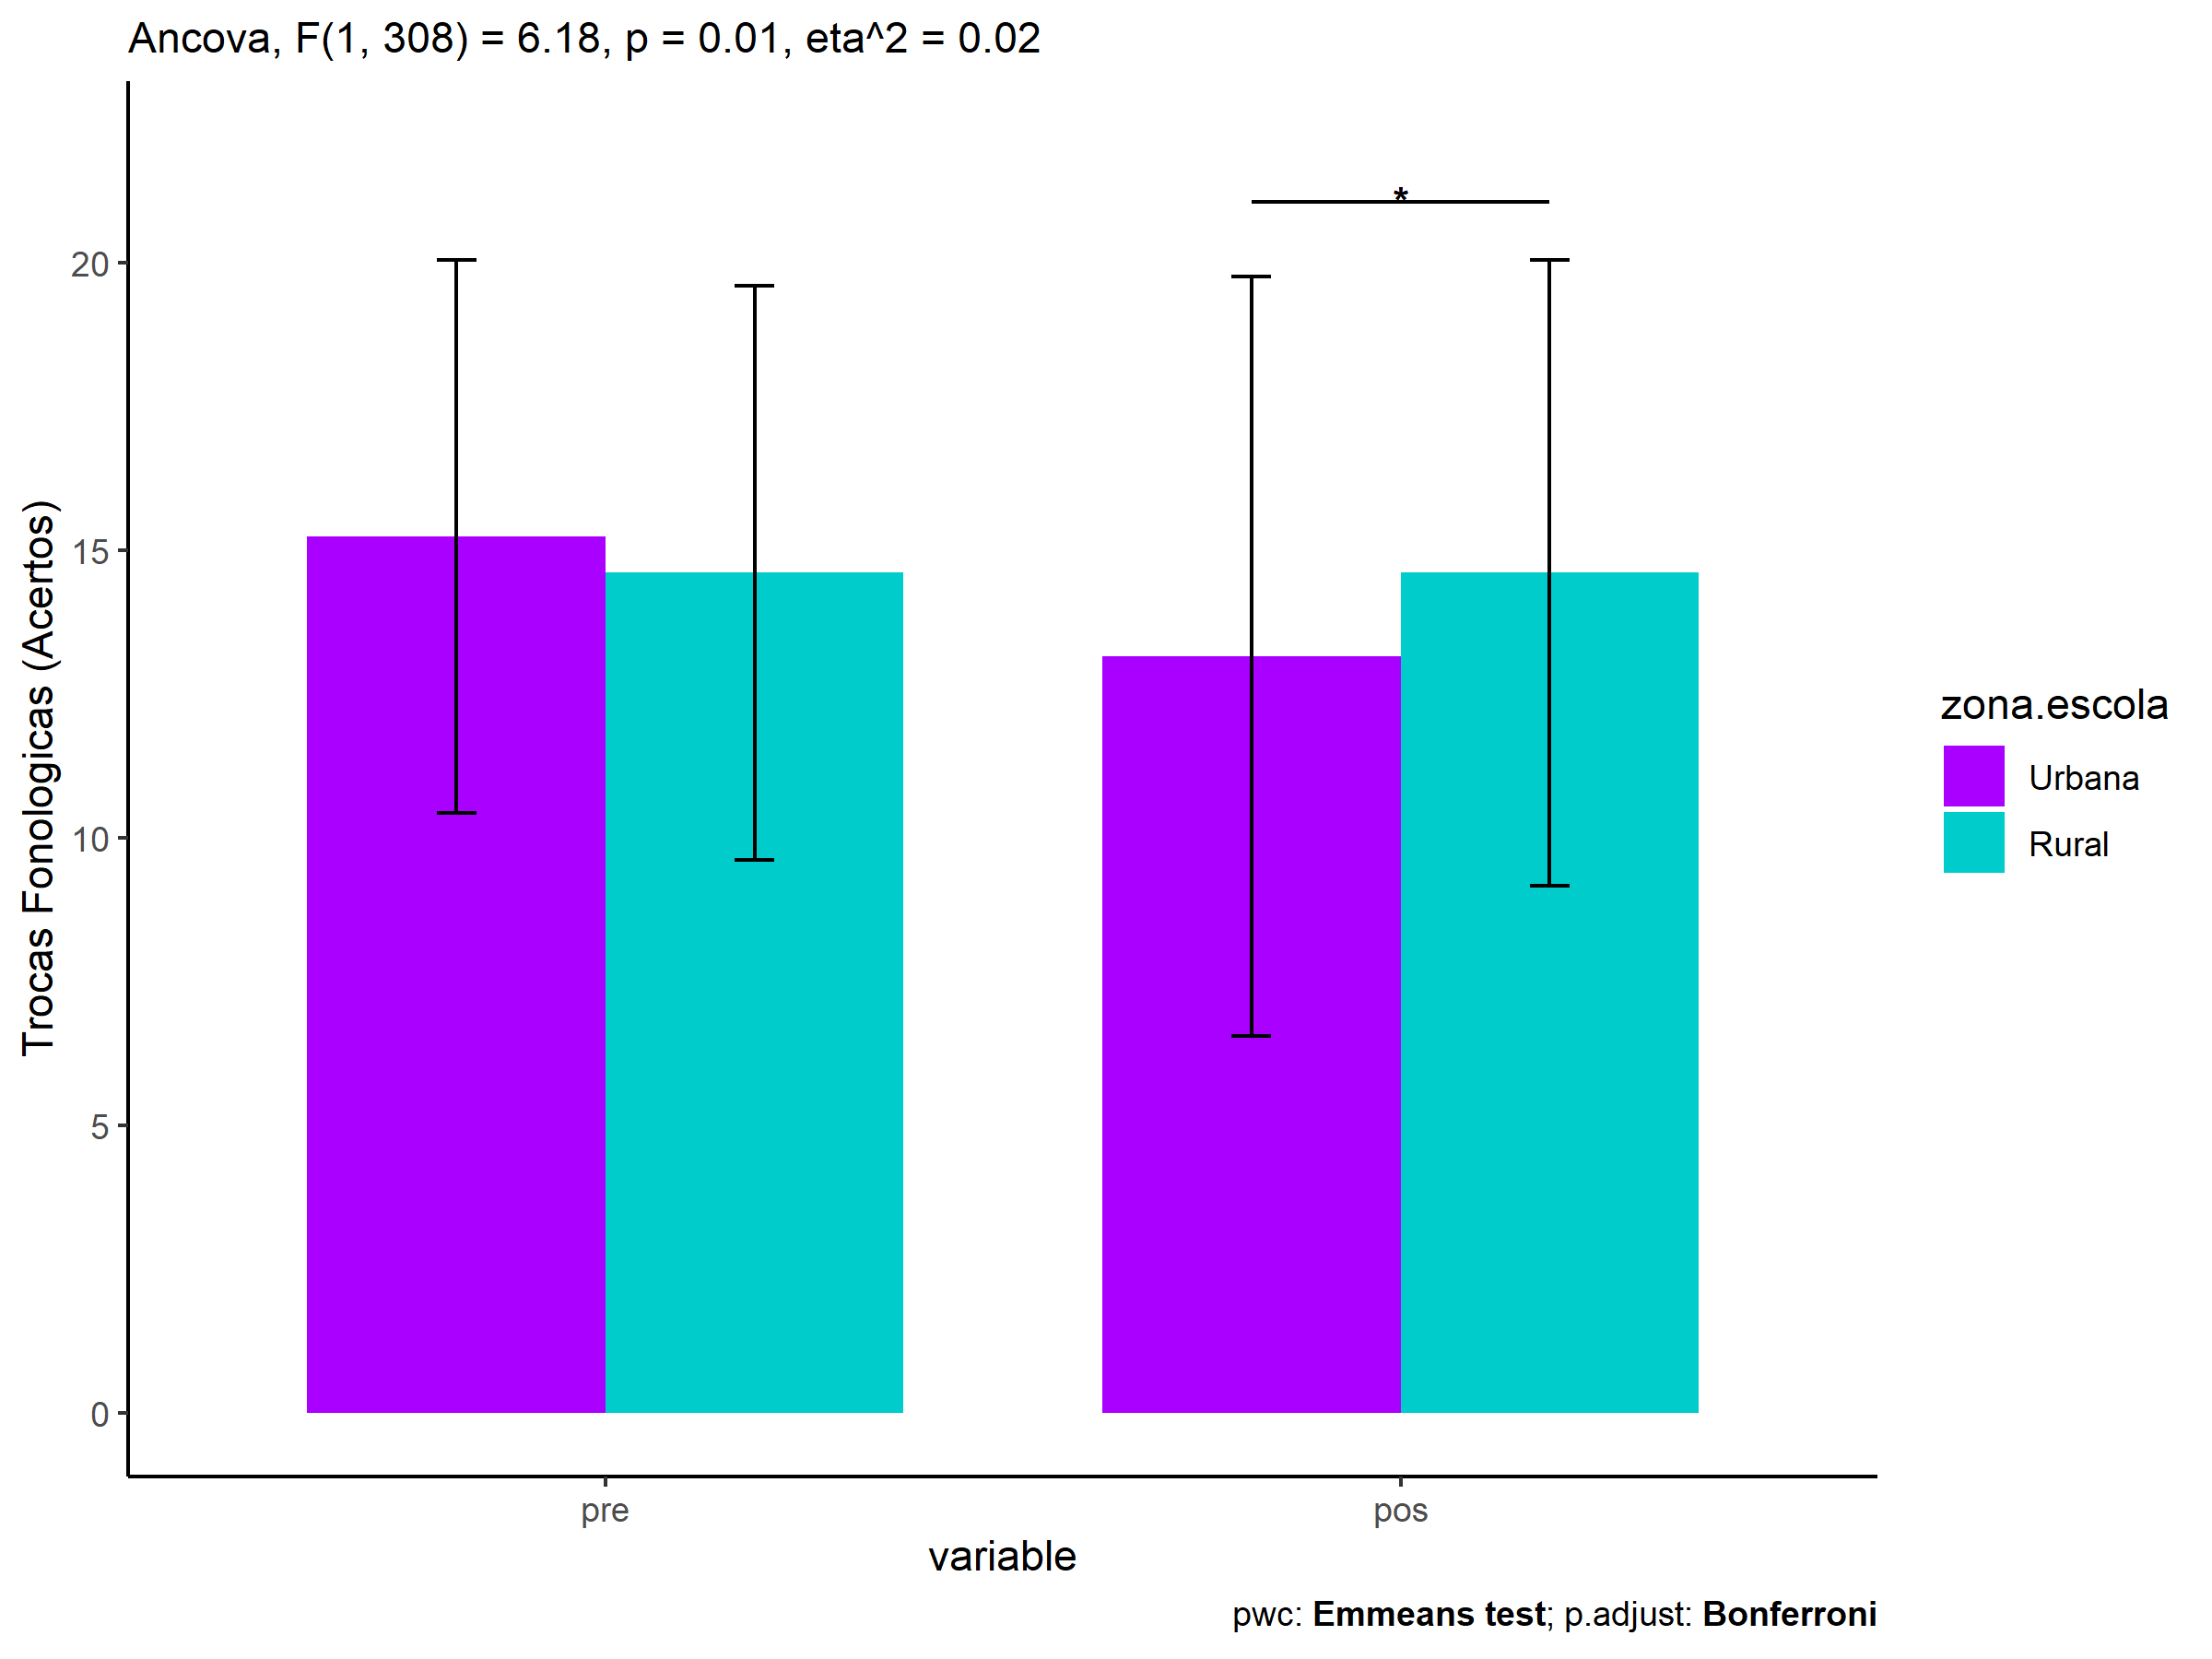 Ancova, F(1, 308) = 6.18, p = 0.01, eta^2 = 0.02
*
20
15
10
5
0
Trocas Fonologicas (Acertos)
pre
pos
variable
zona.escola
Urbana
Rural
pwc: Emmeans test; p.adjust: Bonferroni